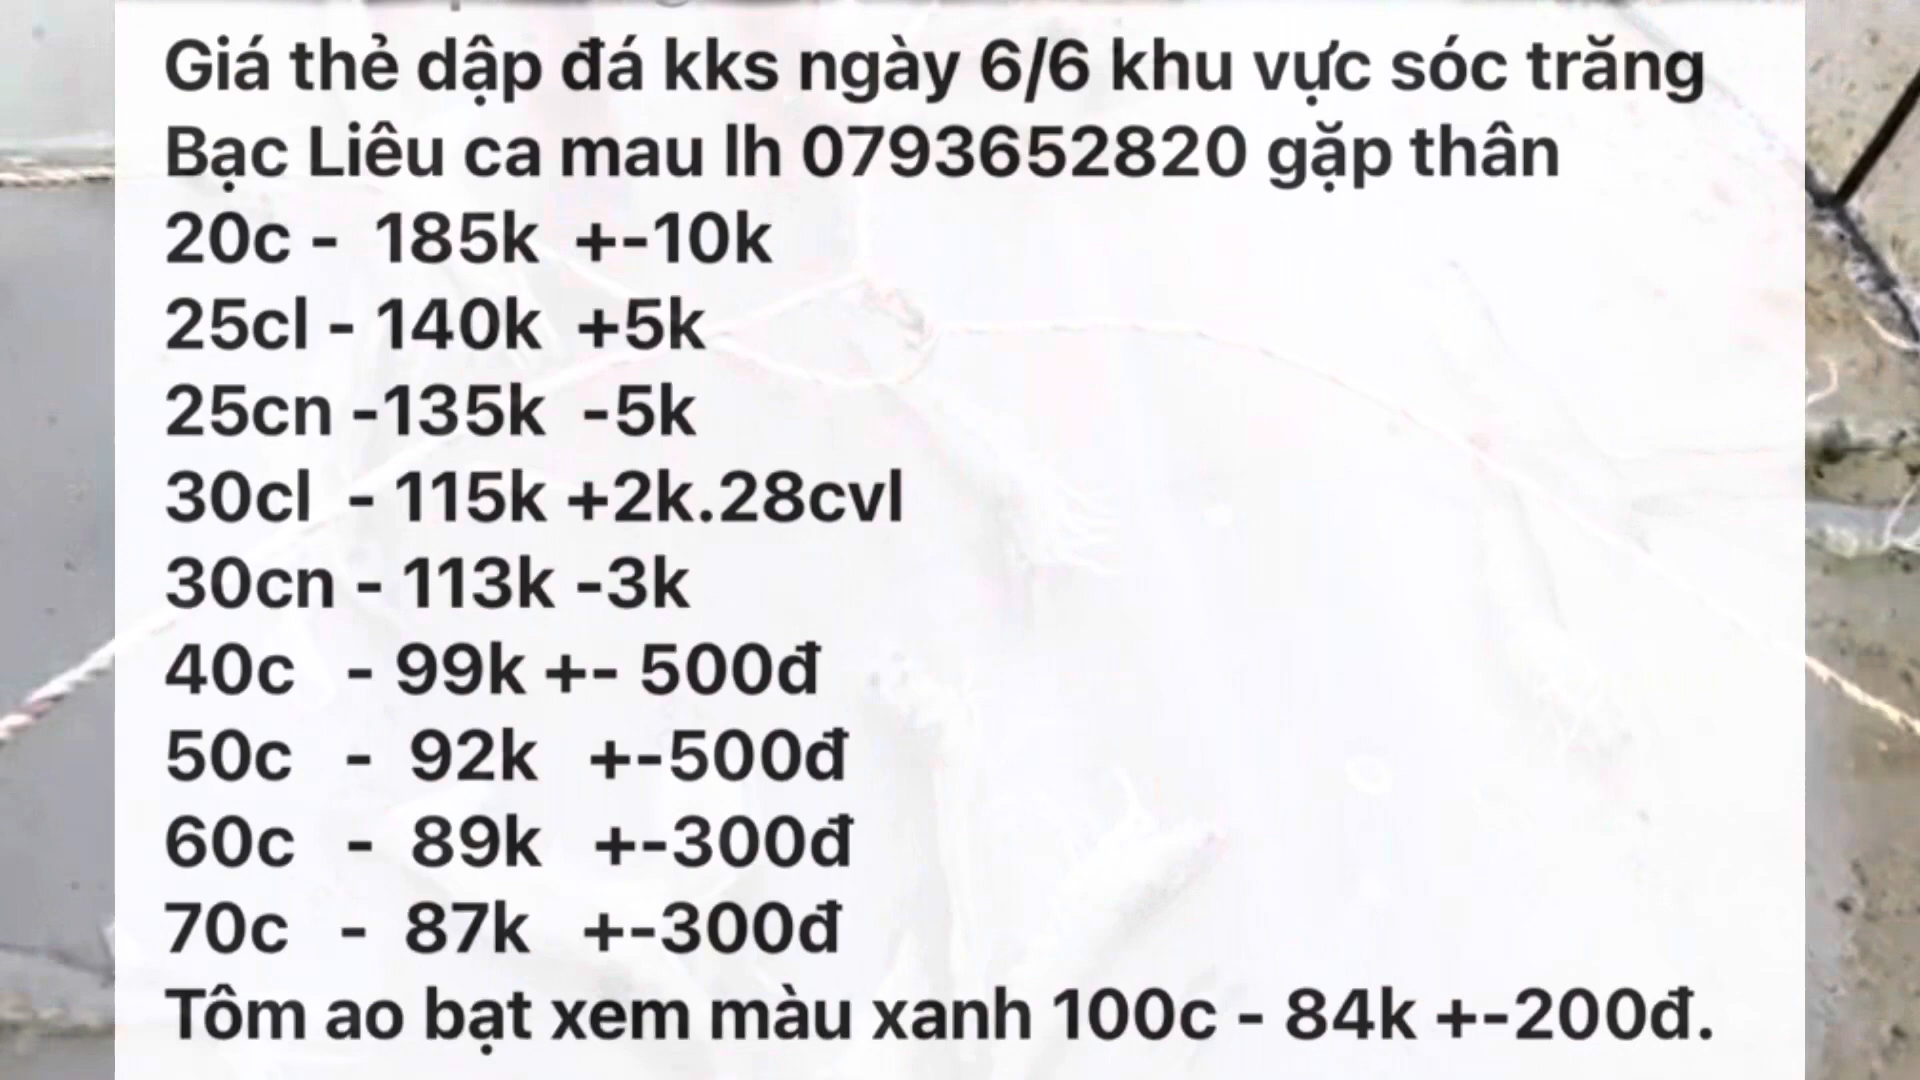 Giá thẻ dập đá kks ngày 6/6 khu vực sóc trăng
Bạc Liêu ca mau lh 0793652820 gặp thân
20c - 185k +-10k
25cl - 140k +5k
25cn -135k -5k
30cl - 115k +2k.28cvl
30cn - 113k -3k
40c - 99k +- 500đ
50c - 92k +-500đ
60c - 89k +-300đ
70c - 87k +-300đ
Tôm ao bạt xem màu xanh 100c - 84k +-200đ.